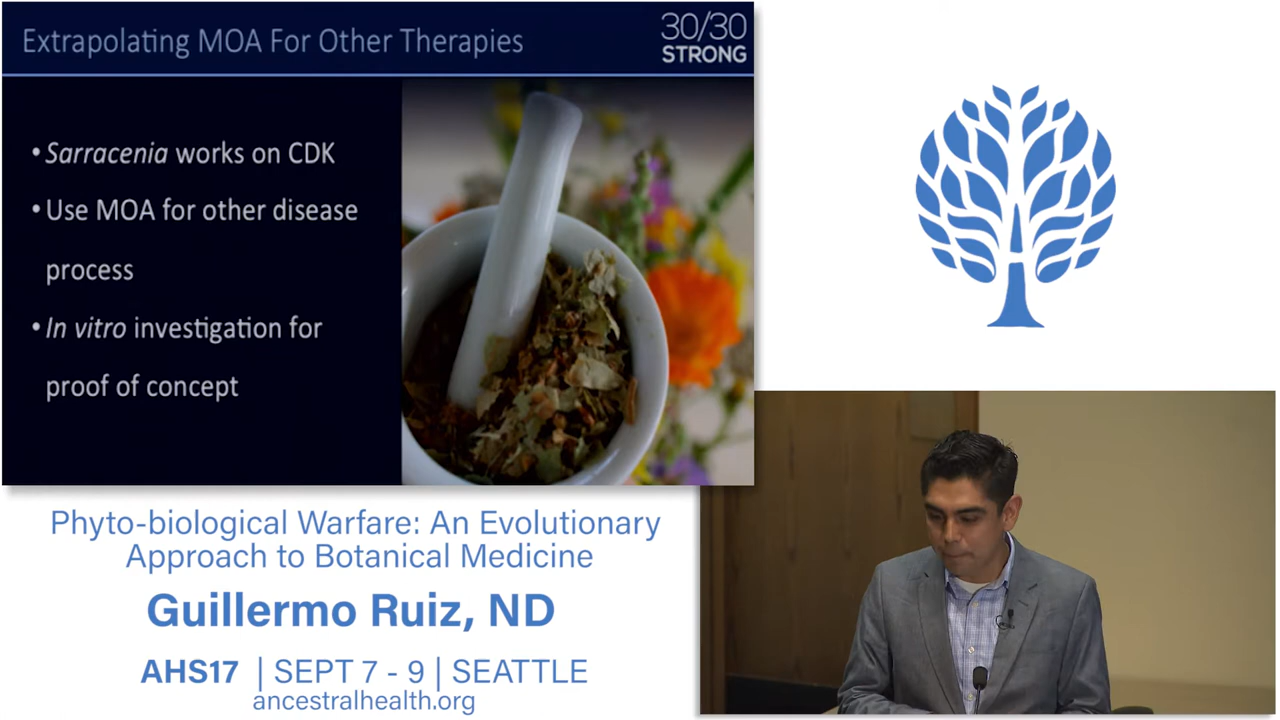 Extrapolating MOA For Other Therapies
30/30
STRONG
• Sarracenia works on CDK
• Use MOA for other disease
process
• In vitro investigation for
proof of concept
Phyto-biological Warfare: An Evolutionary
Approach to Botanical Medicine
Guillermo Ruiz, ND
AHS17 | SEPT 7 - 9 | SEATTLE
ancestralhealth.org